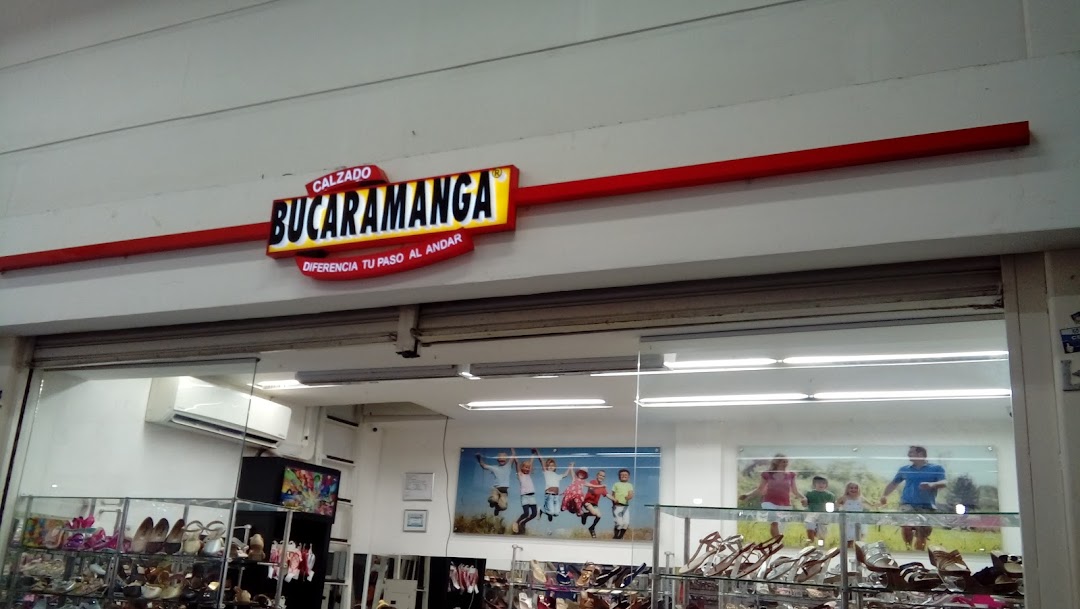 CALZADO
BUCARAMANGA®
DIFERENCIA TU PASO AL ANDAR